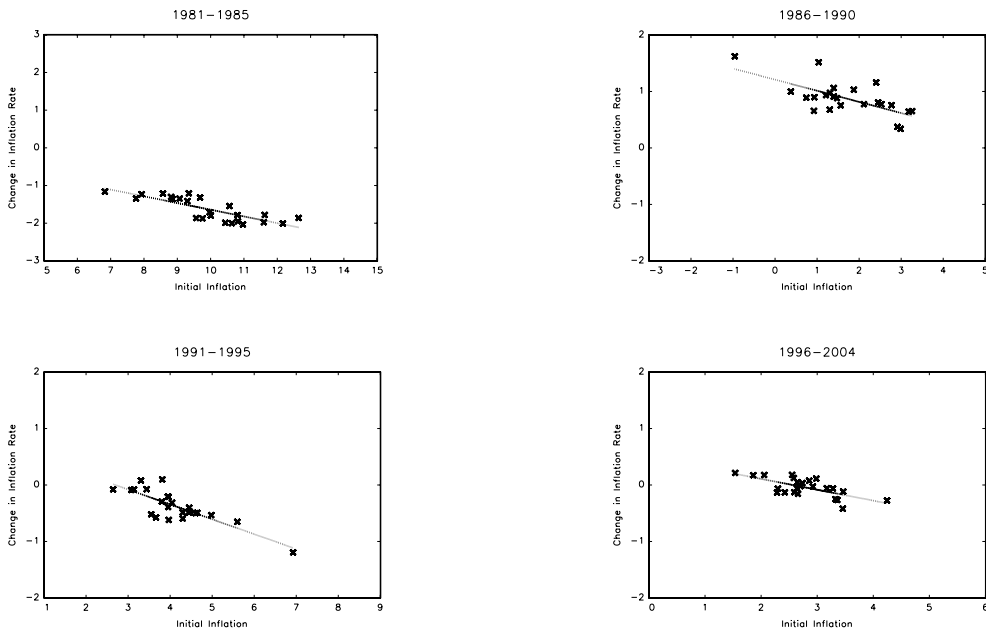 1981-1985
3
2
1
0
-1
-2
-3
Change in Inflation Rate
5 6 7 8 9 10 11 12 13 14 15
Initial Inflation
1986-1990
2
1
0
-1
-2
Change in Inflation Rate
-3 -2 -1 0 1 2 3 4 5
Initial Inflation
1991-1995
2
1
0
-1
-2
Change in Inflation Rate
1 2 3 4 5 6 7 8 9
Initial Inflation
1996-2004
2
1
0
-1
-2
Change in Inflation Rate
0 1 2 3 4 5 6
Initial Inflation